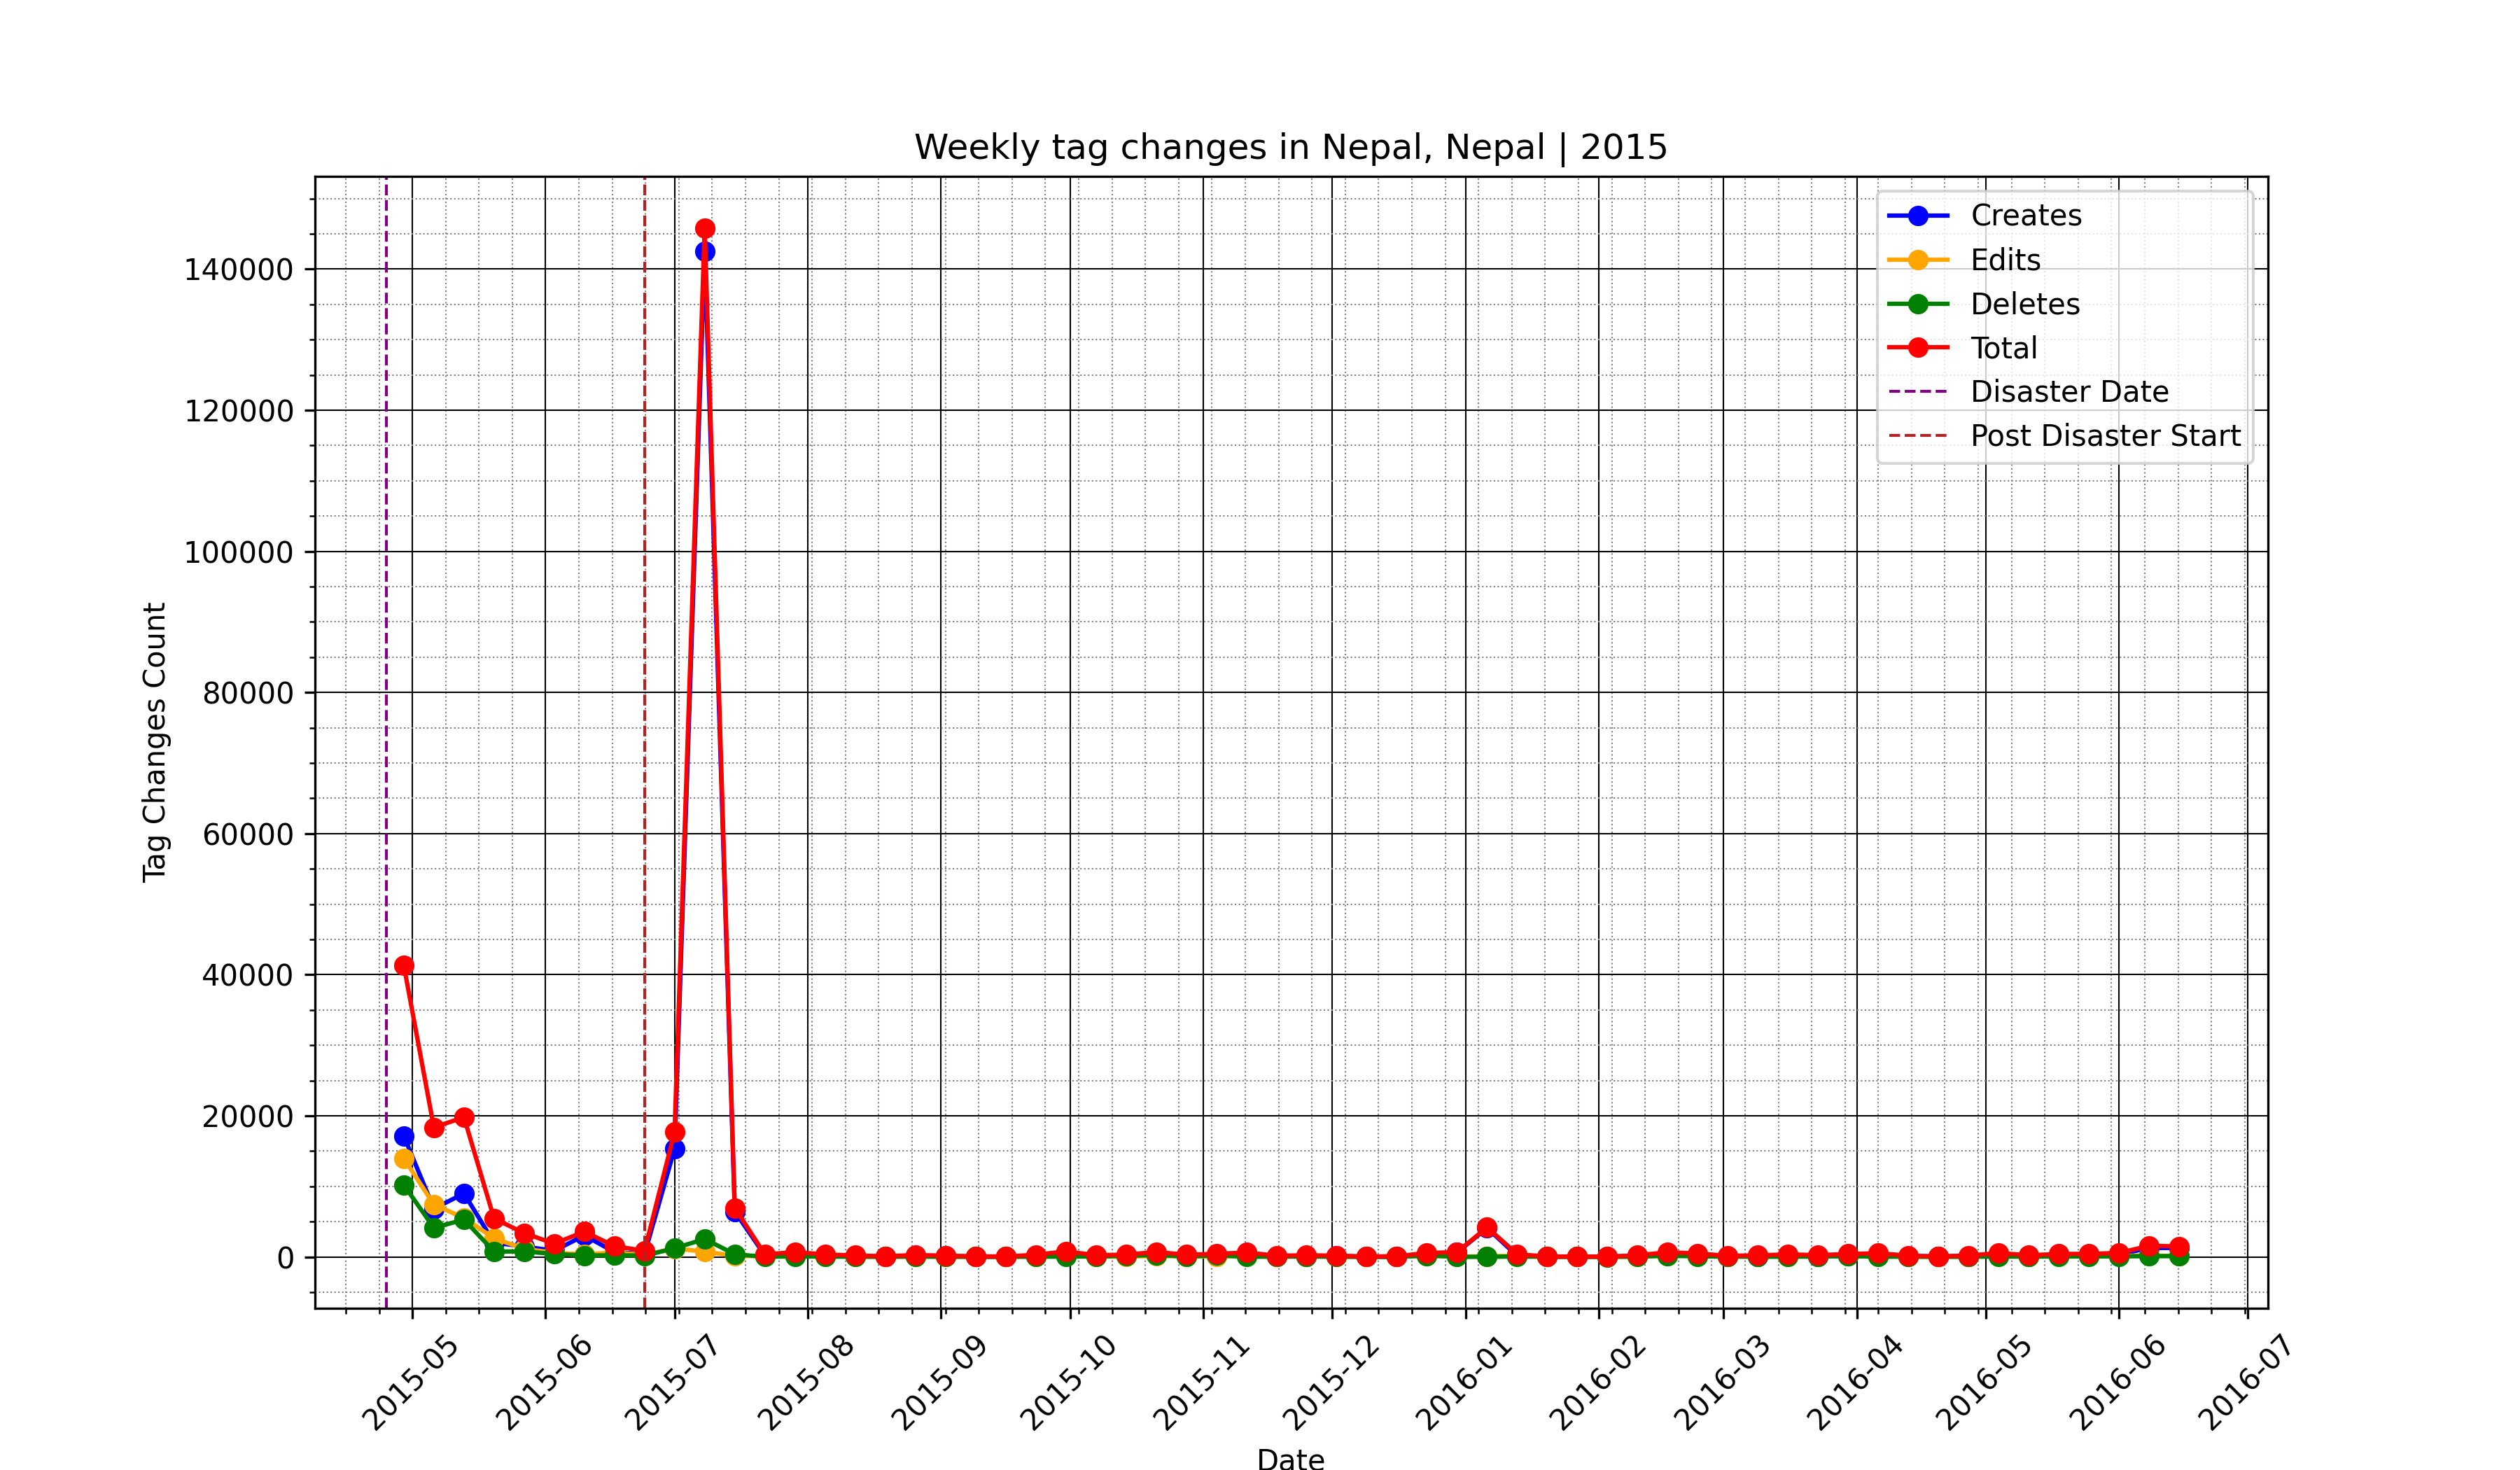 Weekly tag changes in Nepal, Nepal | 2015
Creates
Edits
Deletes
Total
Disaster Date
Post Disaster Start
Tag Changes Count
140000
120000
100000
80000
60000
40000
20000
0
2015-05
2015-06
2015-07
2015-08
2015-09
2015-10
2015-11
2015-12
2016-01
2016-02
2016-03
2016-04
2016-05
2016-06
2016-07
Date